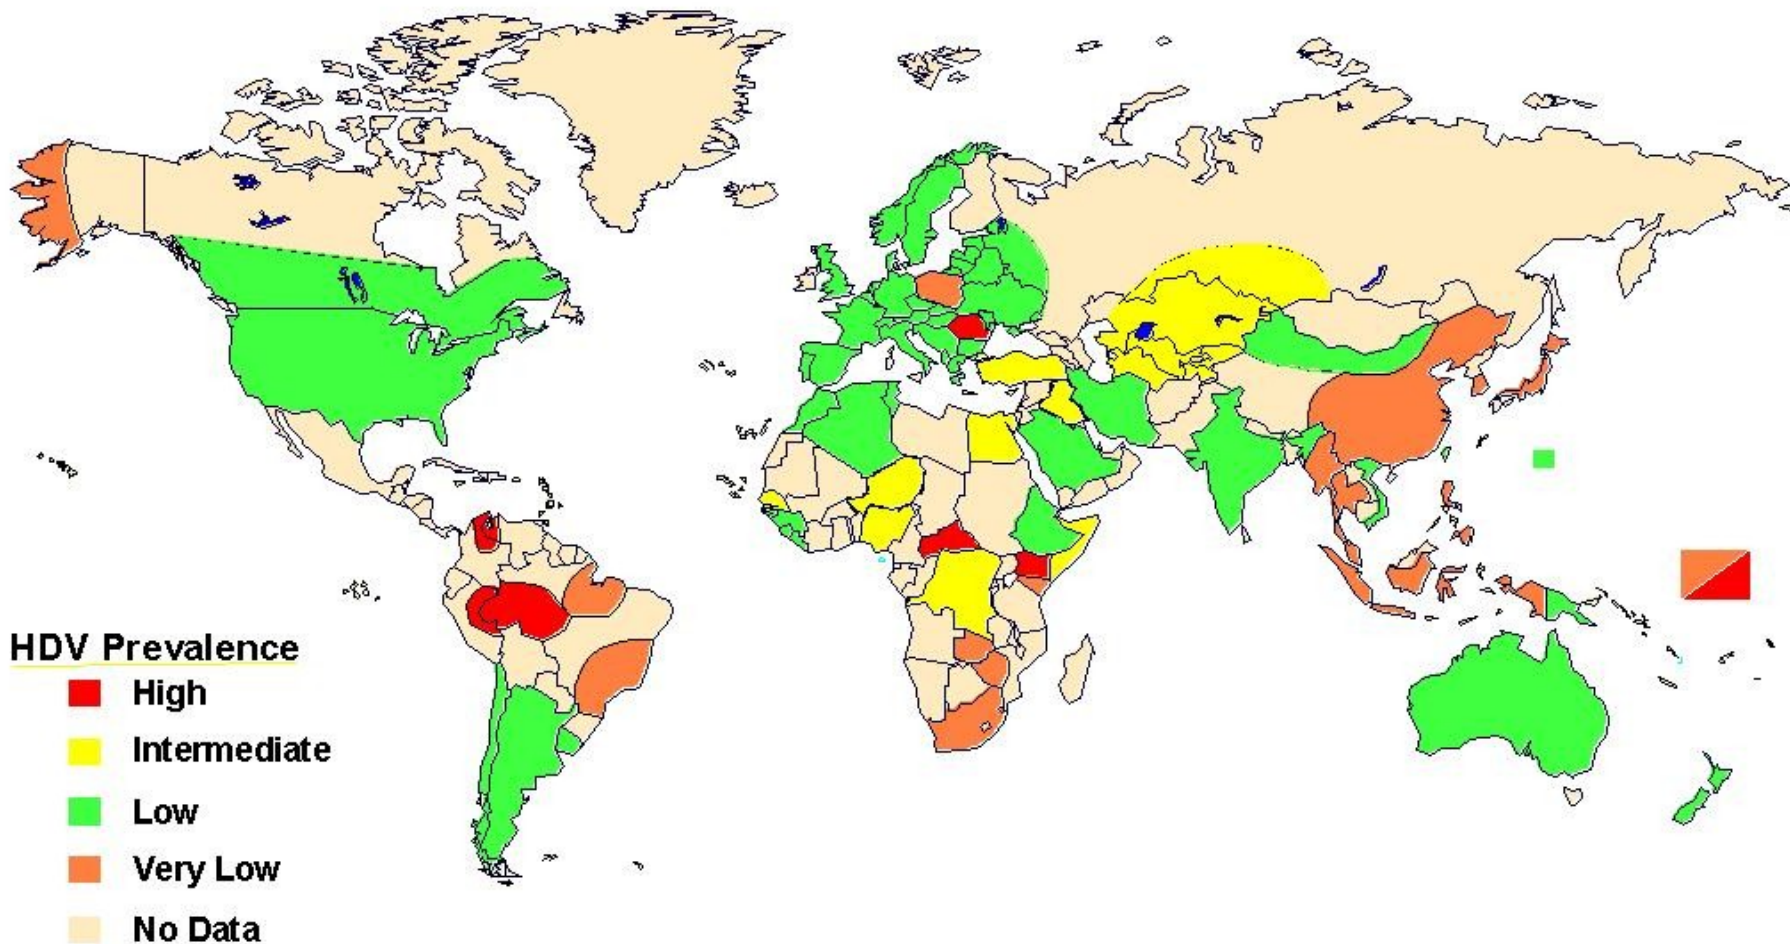 HDV Prevalence
High
Intermediate
Low
Very Low
No Data